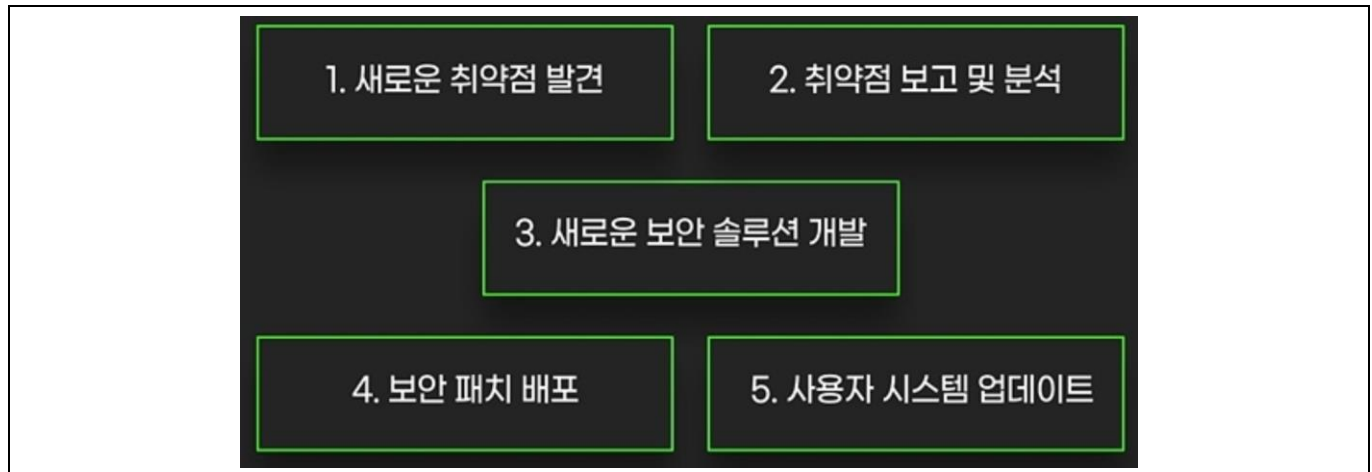 1. 새로운 취약점 발견
2. 취약점 보고 및 분석
3. 새로운 보안 솔루션 개발
4. 보안 패치 배포
5. 사용자 시스템 업데이트